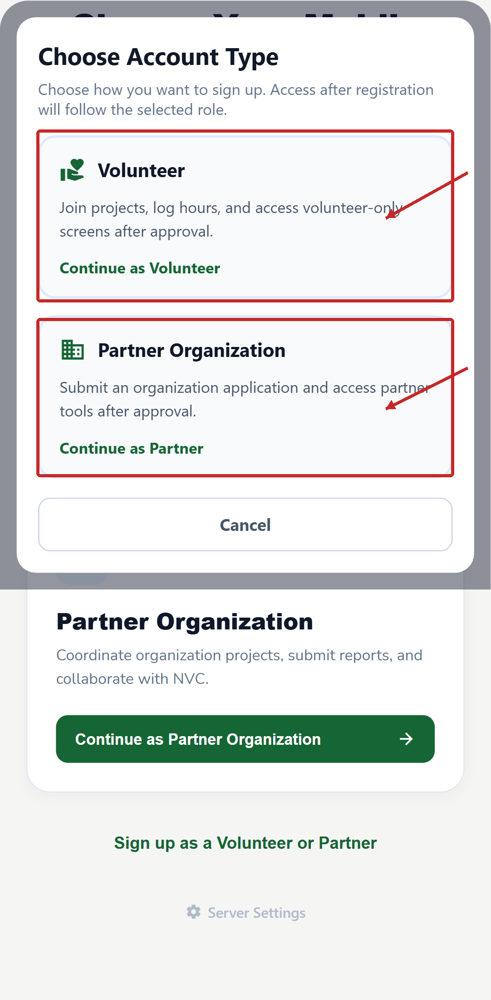 Choose Account Type
Choose how you want to sign up. Access after registration
will follow the selected role.
Volunteer
Join projects, log hours, and access volunteer-only
screens after approval.
Continue as Volunteer
Partner Organization
Submit an organization application and access partner
tools after approval.
Continue as Partner
Cancel
Partner Organization
Coordinate organization projects, submit reports, and
collaborate with NVC.
Continue as Partner Organization
Sign up as a Volunteer or Partner
Server Settings